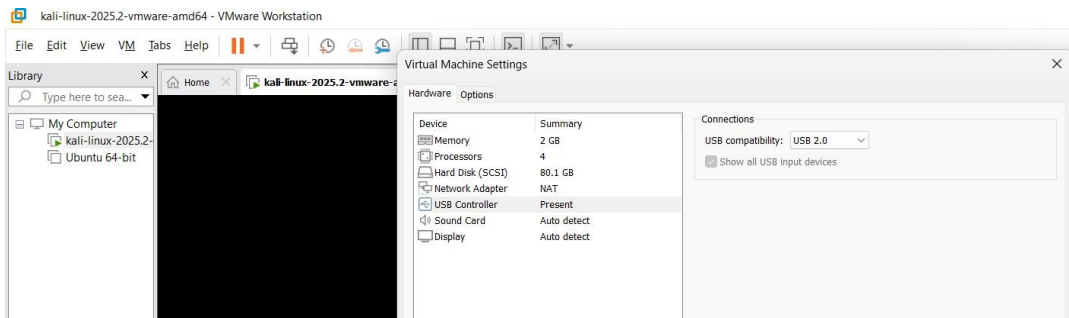 kali-linux-2025.2-vmware-amd64 - VMware Workstation
File Edit View VM Tabs Help
Library X
Type here to sea...
My Computer
kali-linux-2025.2-
Ubuntu 64-bit
Home
kali-linux-2025.2-vmware-a
Virtual Machine Settings
Hardware Options
Device Summary
Memory 2 GB
Processors 4
Hard Disk (SCSI) 80.1 GB
Network Adapter NAT
USB Controller Present
Sound Card Auto detect
Display Auto detect
Connections
USB compatibility: USB 2.0
Show all USB input devices